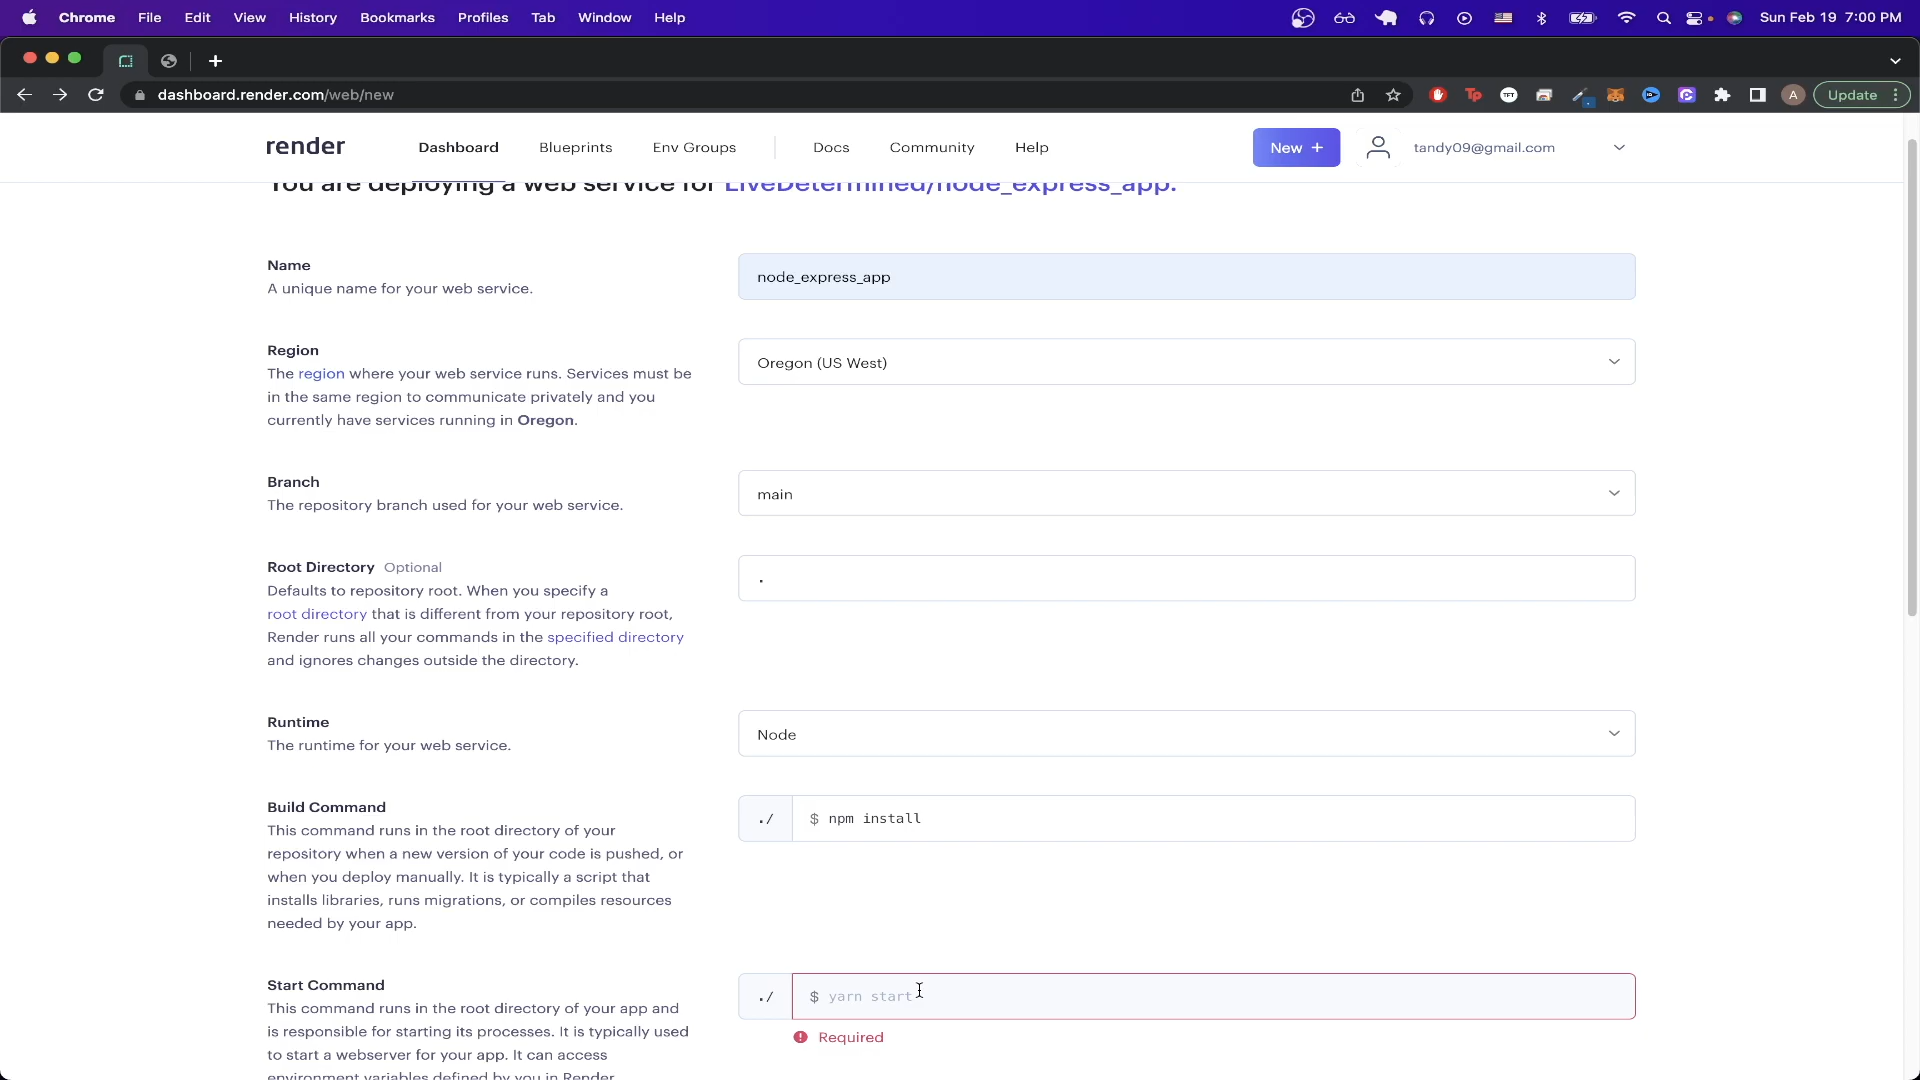 Chrome File Edit View History Bookmarks Profiles Tab Window Help Sun Feb 19 7:00 PM
dashboard.render.com/web/new Update
render Dashboard Blueprints Env Groups Docs Community Help New + tandy09@gmail.com
You are deploying a web service for LiveDetermined/node_express_app.
Name
A unique name for your web service.
node_express_app
Region
The region where your web service runs. Services must be
in the same region to communicate privately and you
currently have services running in Oregon.
Oregon (US West)
Branch
The repository branch used for your web service.
main
Root Directory Optional
Defaults to repository root. When you specify a
root directory that is different from your repository root,
Render runs all your commands in the specified directory
and ignores changes outside the directory.
.
Runtime
The runtime for your web service.
Node
Build Command
This command runs in the root directory of your
repository when a new version of your code is pushed, or
when you deploy manually. It is typically a script that
installs libraries, runs migrations, or compiles resources
needed by your app.
./ $ npm install
Start Command
This command runs in the root directory of your app and
is responsible for starting its processes. It is typically used
to start a webserver for your app. It can access
environment variables defined by you in Render.
./ $ yarn start
Required